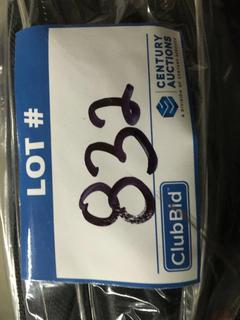 LOT #
832
CENTURY
AUCTIONS
ClubBid